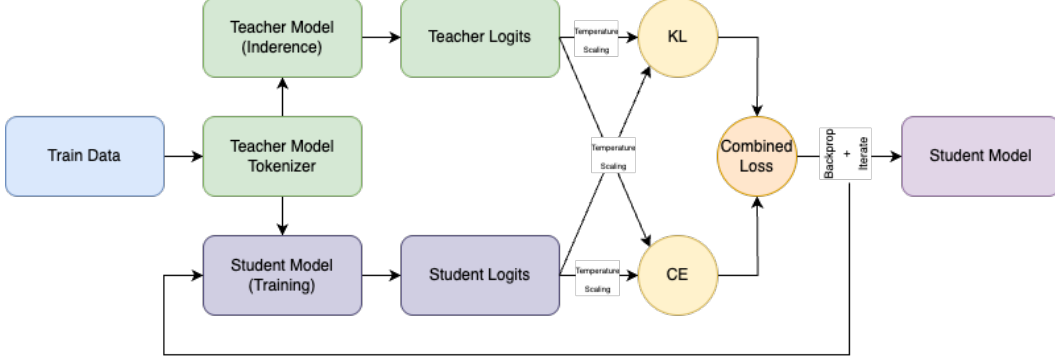 Teacher Model
(Inderence)
Teacher Logits
Temperature
Scaling
KL
Train Data
Teacher Model
Tokenizer
Temperature
Scaling
Combined
Loss
Backprop
+
Iterate
Student Model
Student Model
(Training)
Student Logits
Temperature
Scaling
CE